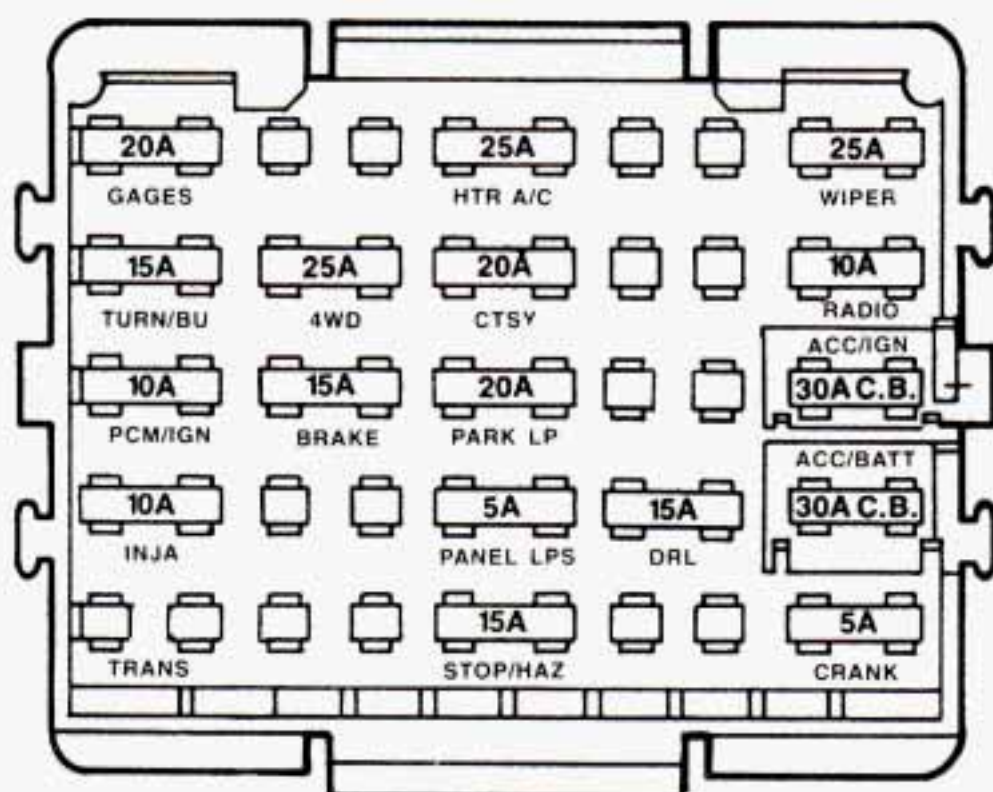 20A 25A 25A
GAGES HTR A/C WIPER
15A 25A 20A 10A
TURN/BU 4WD CTSY RADIO
ACC/IGN
10A 15A 20A 30A C.B.
PCM/IGN BRAKE PARK LP
ACC/BATT
10A 5A 15A 30A C.B.
INJA PANEL LPS DRL
15A 5A
TRANS STOP/HAZ CRANK